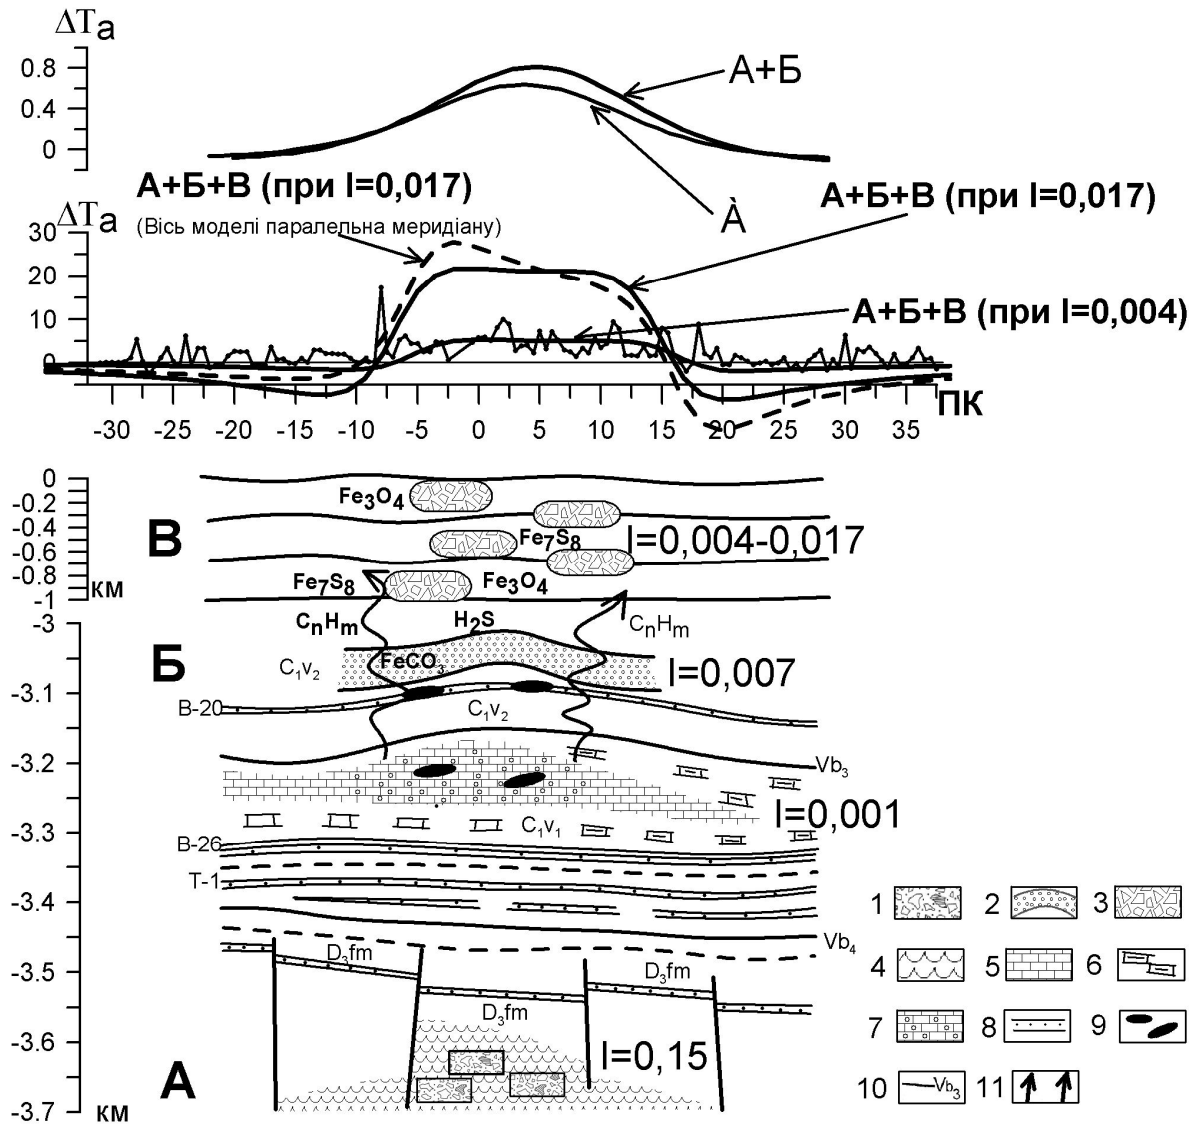 ΔTa
0.8
0.4
0
А+Б
À
А+Б+В (при I=0,017)
(Вісь моделі паралельна меридіану)
А+Б+В (при I=0,017)
А+Б+В (при I=0,004)
ΔTa
30
20
10
0
-30 -25 -20 -15 -10 -5 0 5 10 15 20 25 30 35
ПК
0
-0.2
-0.4
-0.6
-0.8
-1
км
В
Fe3O4
Fe7S8
I=0,004-0,017
Fe7S8
Fe3O4
CnHm
H2S
CnHm
-3
-3.1
-3.2
-3.3
-3.4
-3.5
-3.6
-3.7
км
Б
C1v2
FeCO3
I=0,007
В-20
C1v2
Vb3
I=0,001
C1v1
В-26
Т-1
Vb4
D3fm
D3fm
D3fm
I=0,15
А
1 2 3
4 5 6
7 8 9
10 Vb3 11